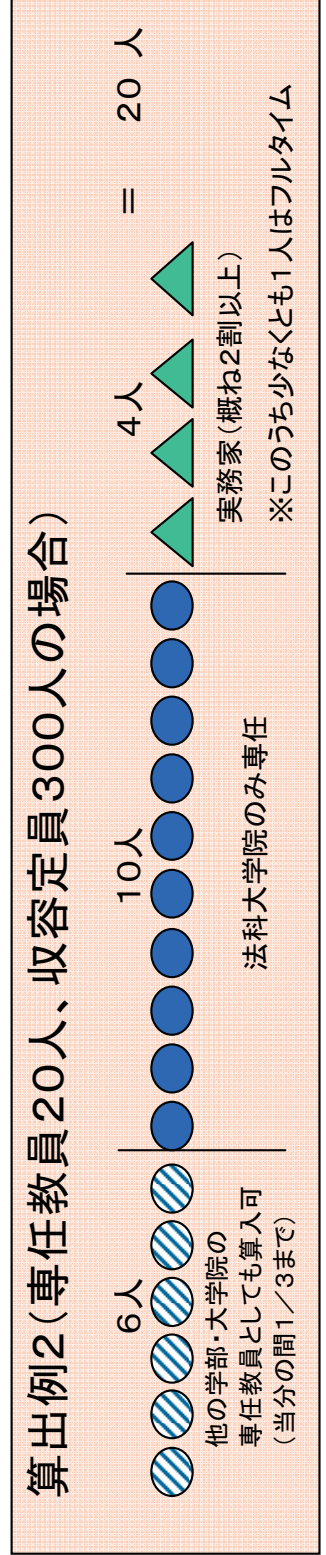 算出例2（専任教員20人、収容定員300人の場合）
6人
10人
4人
＝ 20 人
他の学部・大学院の
専任教員としても算入可
（当分の間1／3まで）
法科大学院のみ専任
実務家（概ね2割以上）
※このうち少なくとも1人はフルタイム